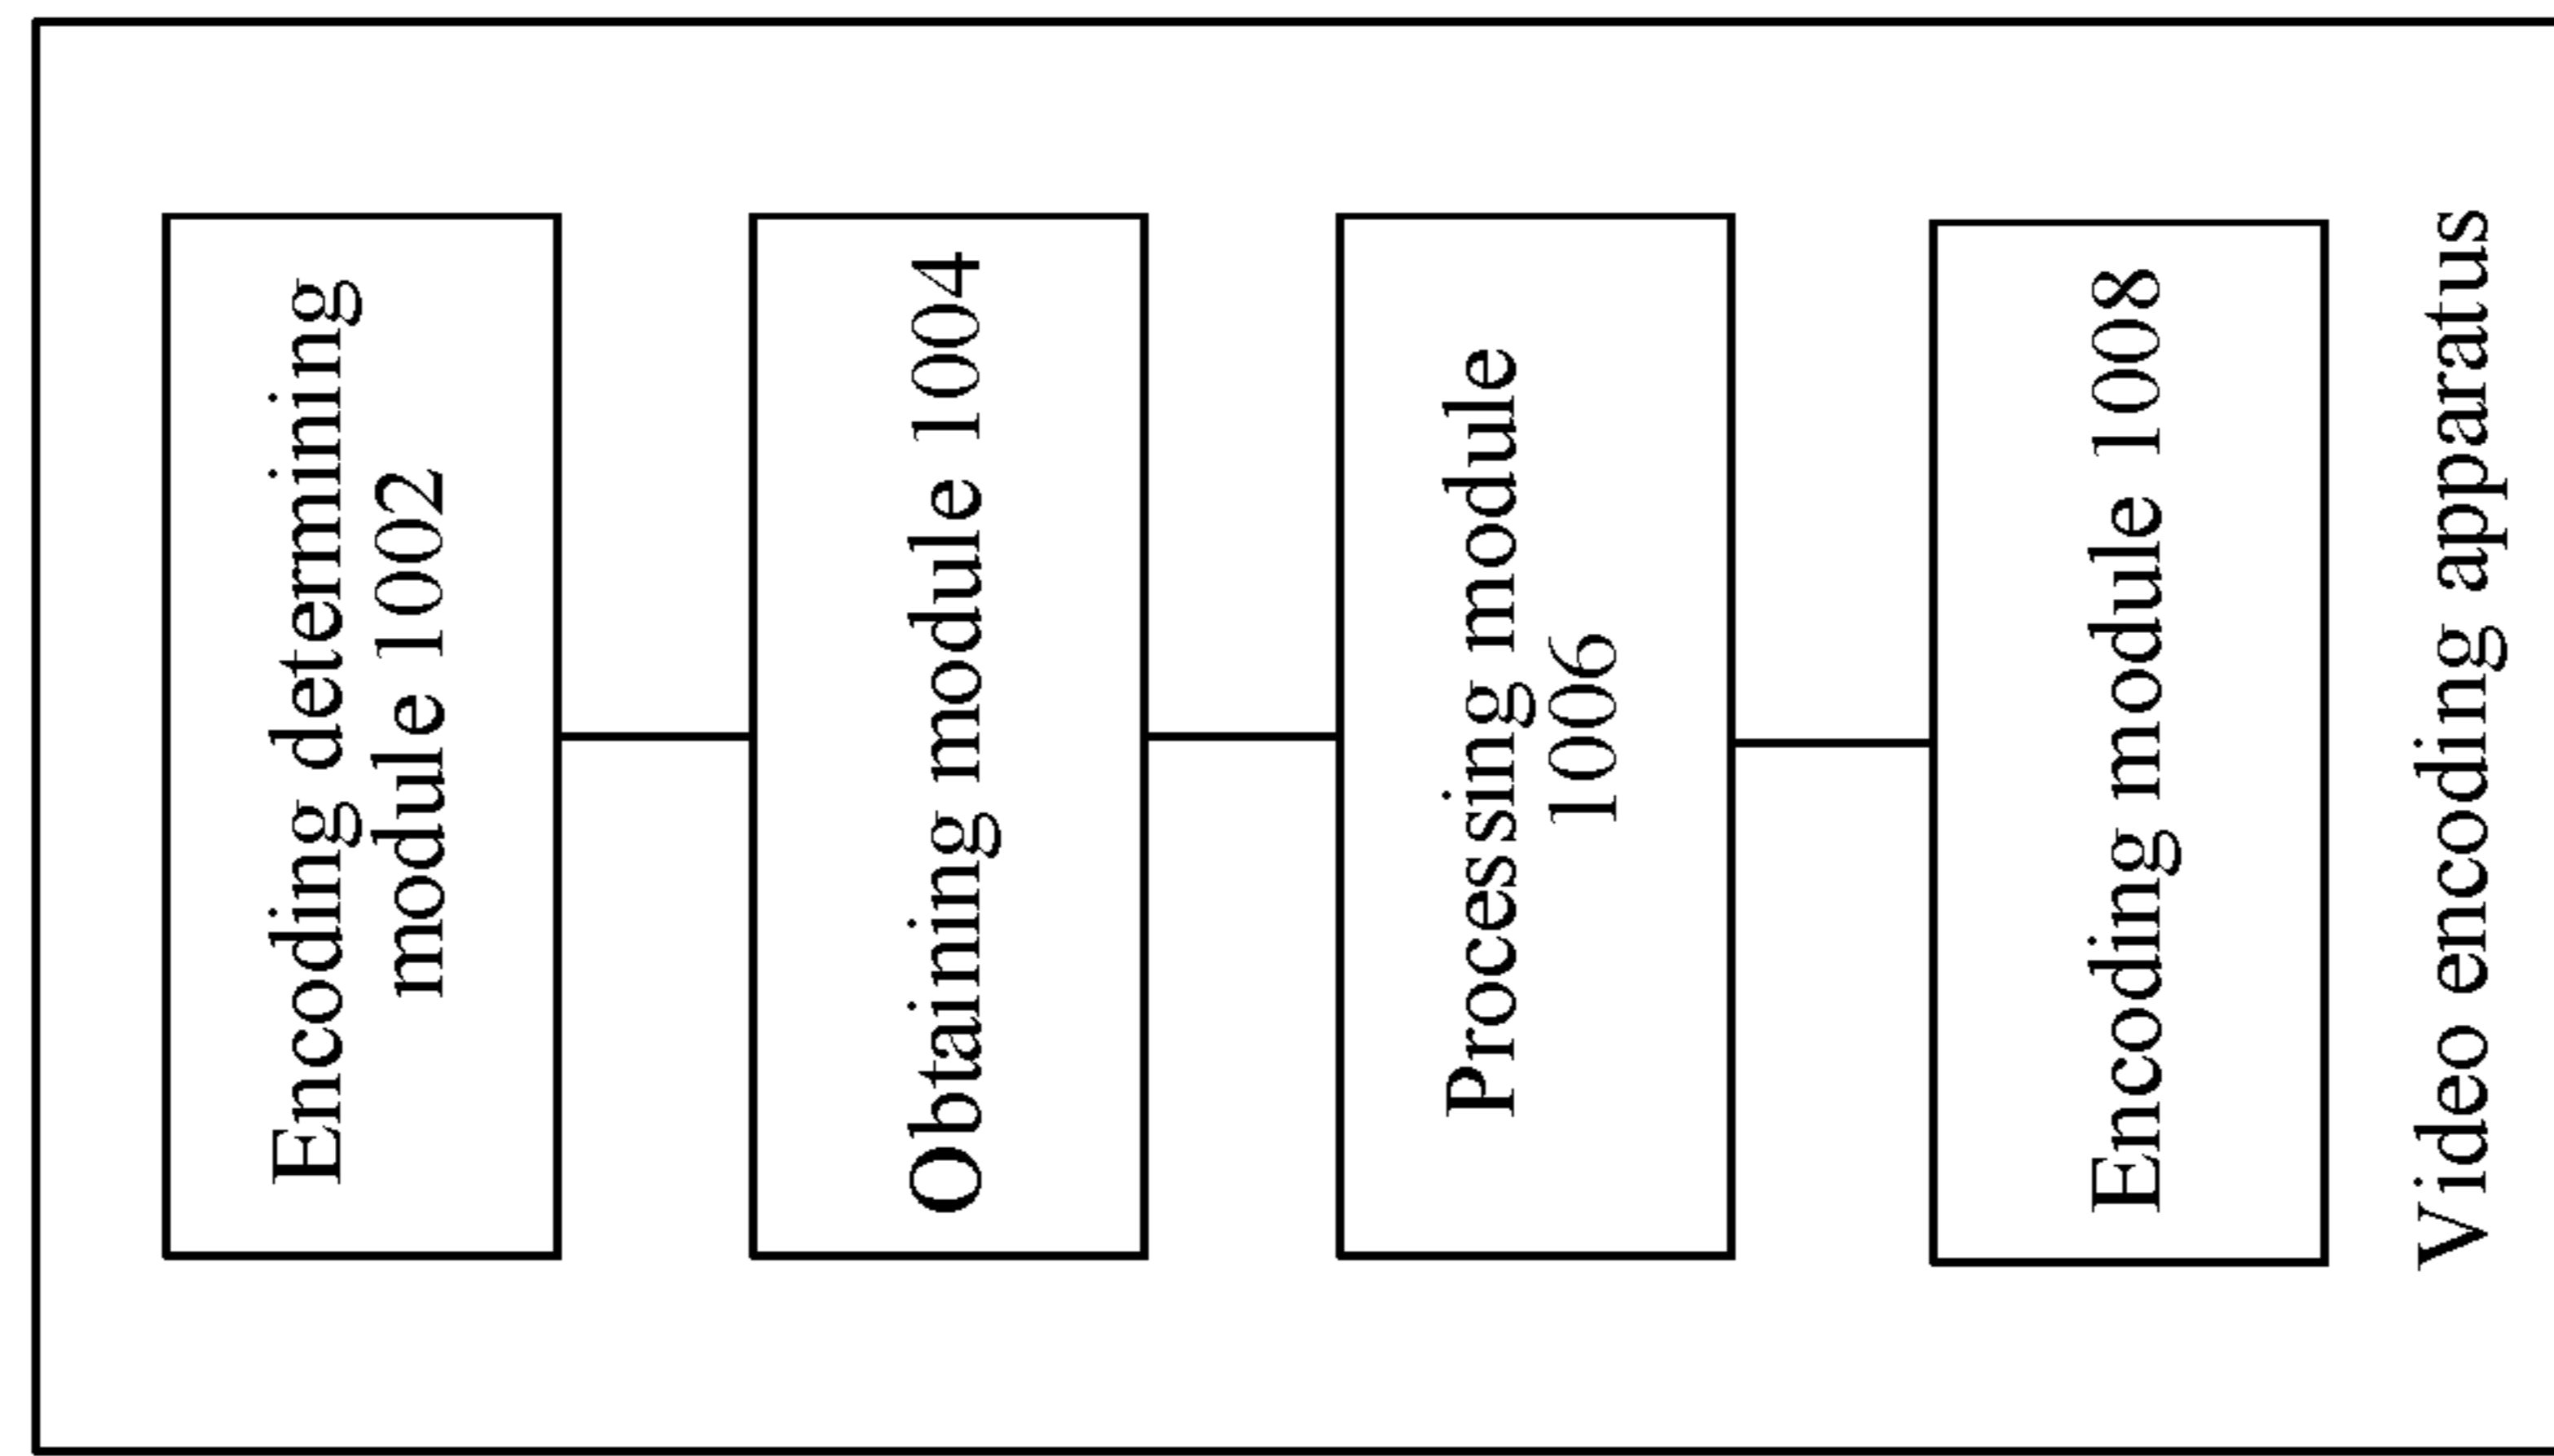 Encoding determining
module 1002
Obtaining module 1004
Processing module
1006
Encoding module 1008
Video encoding apparatus